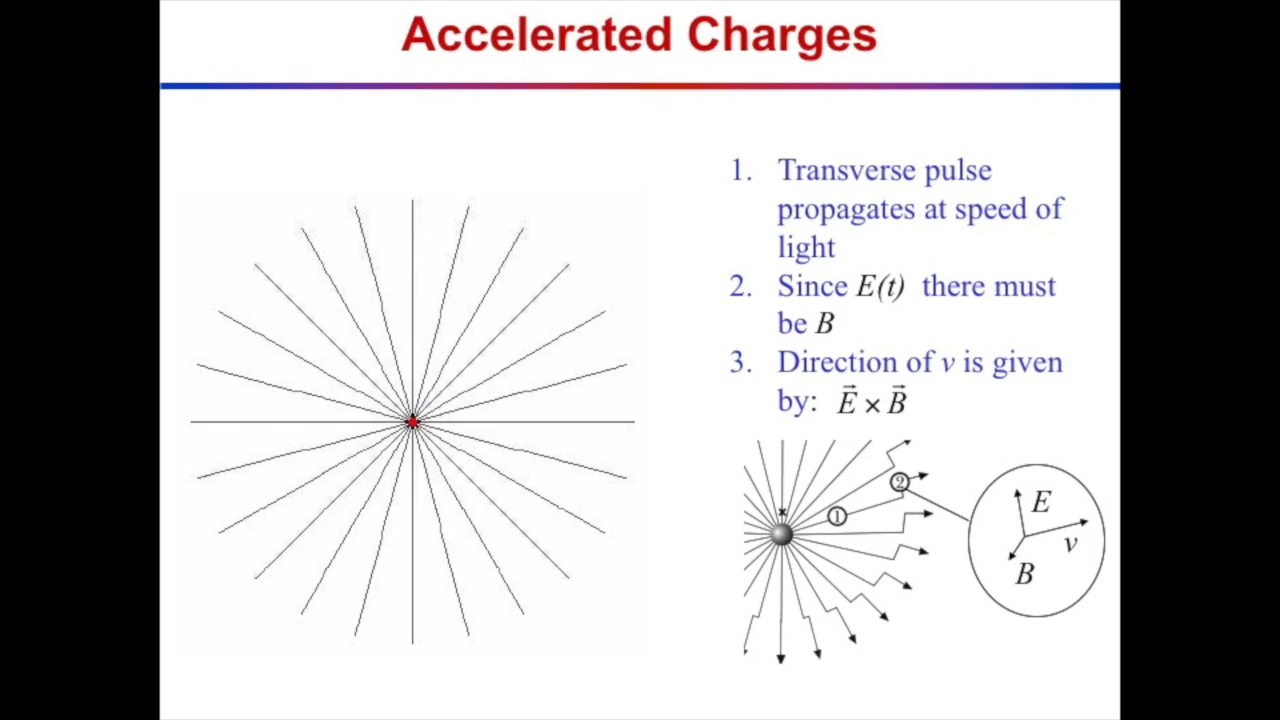 Accelerated Charges
1. Transverse pulse
propagates at speed of
light
2. Since E(t) there must
be B
3. Direction of v is given
by: E⃗ × B⃗
×
①
②
E
v
B